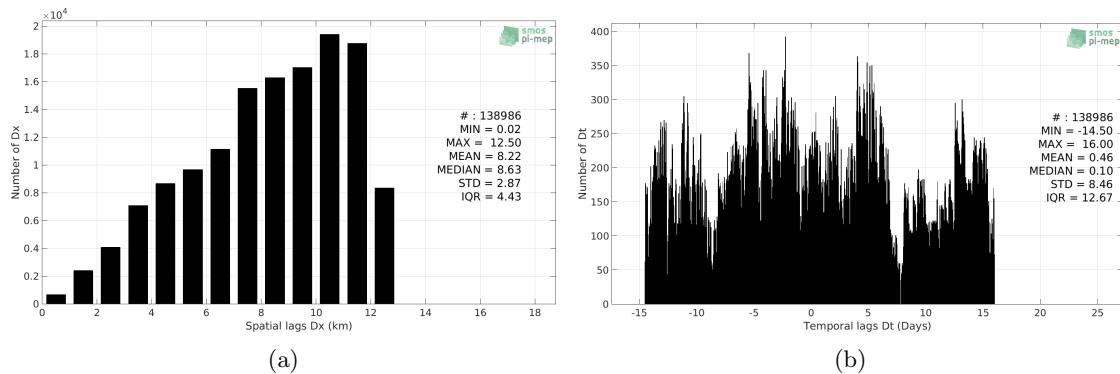 ×10⁴
2
1.8
1.6
1.4
1.2
1
0.8
0.6
0.4
0.2
0
Number of Dx
0 2 4 6 8 10 12 14 16 18
Spatial lags Dx (km)
smos
pi-mep
# : 138986
MIN = 0.02
MAX = 12.50
MEAN = 8.22
MEDIAN = 8.63
STD = 2.87
IQR = 4.43
(a)
400
350
300
250
200
150
100
50
0
Number of Dt
-15 -10 -5 0 5 10 15 20 25
Temporal lags Dt (Days)
smos
pi-mep
# : 138986
MIN = -14.50
MAX = 16.00
MEAN = 0.46
MEDIAN = 0.10
STD = 8.46
IQR = 12.67
(b)